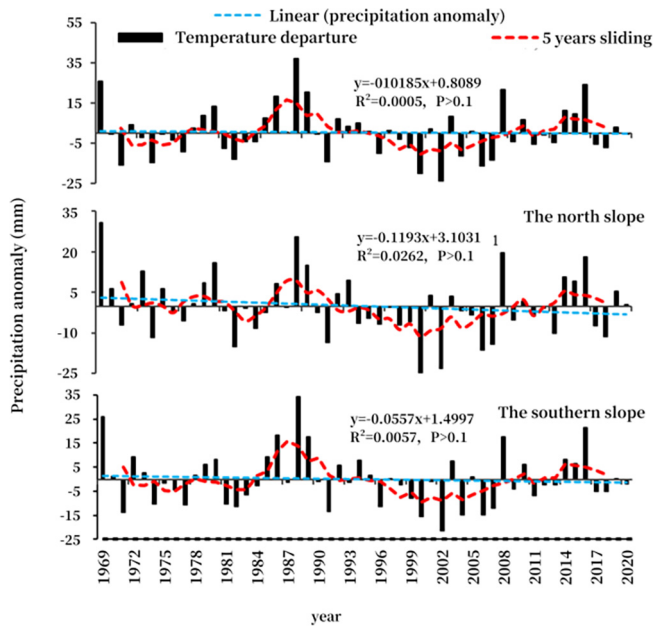 Linear (precipitation anomaly)
Temperature departure
5 years sliding
55
35
15
-5
-25
y=-010185x+0.8089
R²=0.0005, P>0.1
Precipitation anomaly (mm)
The north slope
35
20
5
-10
-25
y=-0.1193x+3.1031 1
R²=0.0262, P>0.1
The southern slope
35
25
15
5
-5
-15
-25
y=-0.0557x+1.4997
R²=0.0057, P>0.1
1969 1972 1975 1978 1981 1984 1987 1990 1993 1996 1999 2002 2005 2008 2011 2014 2017 2020
year